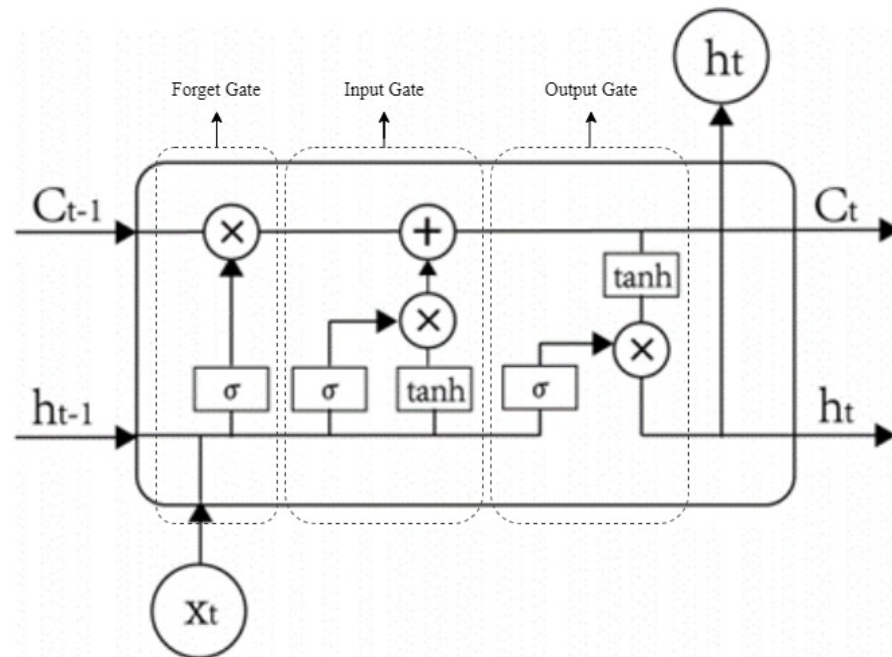 ht
Forget Gate
Input Gate
Output Gate
Ct-1
×
+
Ct
tanh
×
×
σ
σ
tanh
σ
ht-1
ht
xt